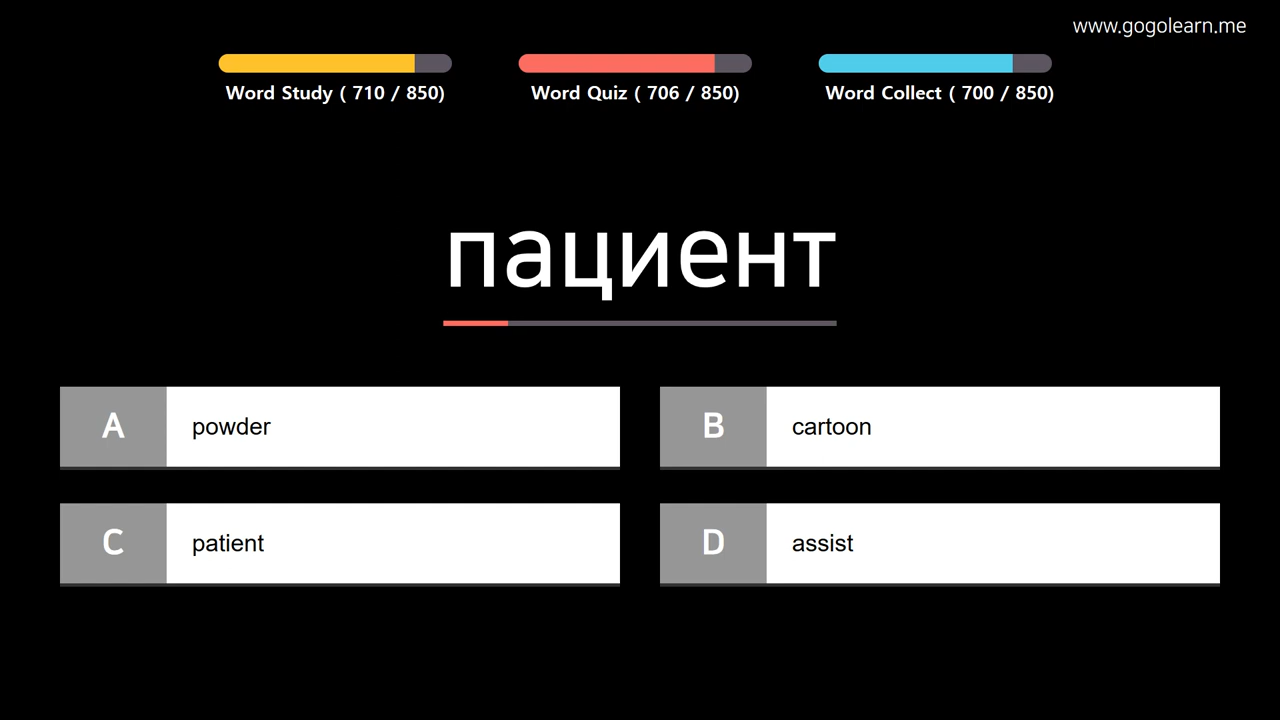 www.gogolearn.me
Word Study ( 710 / 850)
Word Quiz ( 706 / 850)
Word Collect ( 700 / 850)
пациент
A powder
B cartoon
C patient
D assist